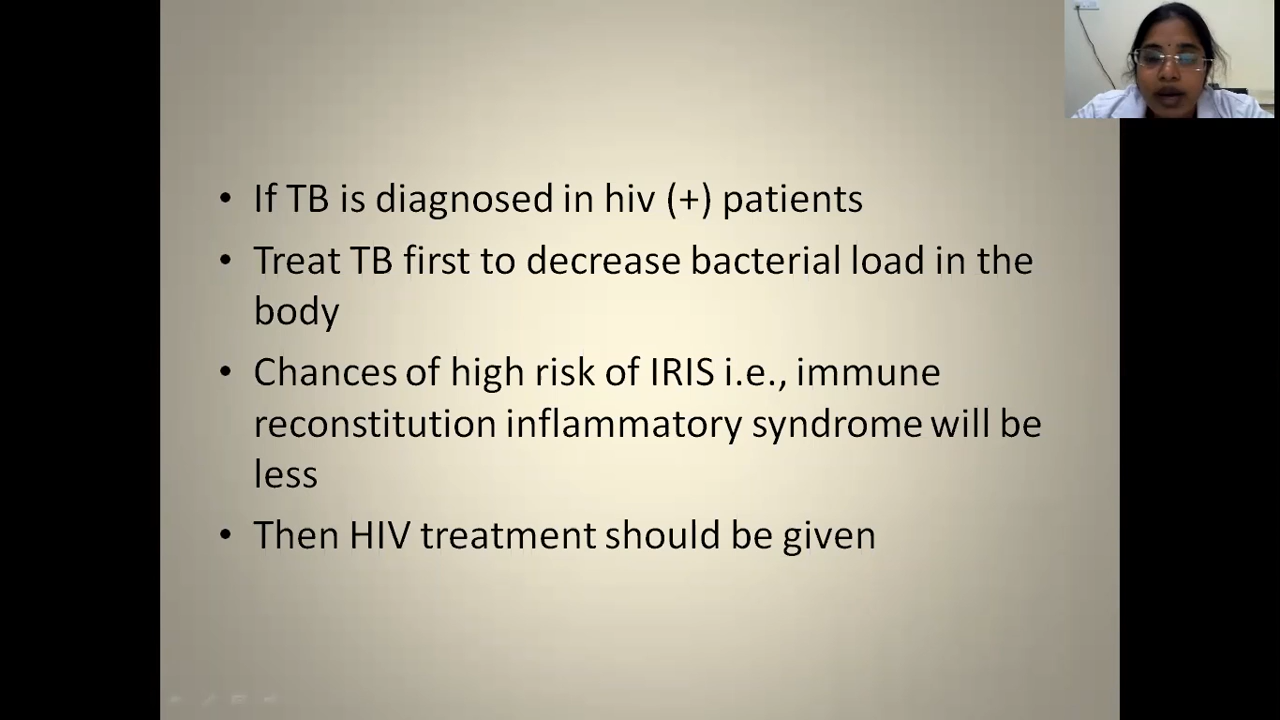 • If TB is diagnosed in hiv (+) patients
• Treat TB first to decrease bacterial load in the
body
• Chances of high risk of IRIS i.e., immune
reconstitution inflammatory syndrome will be
less
• Then HIV treatment should be given